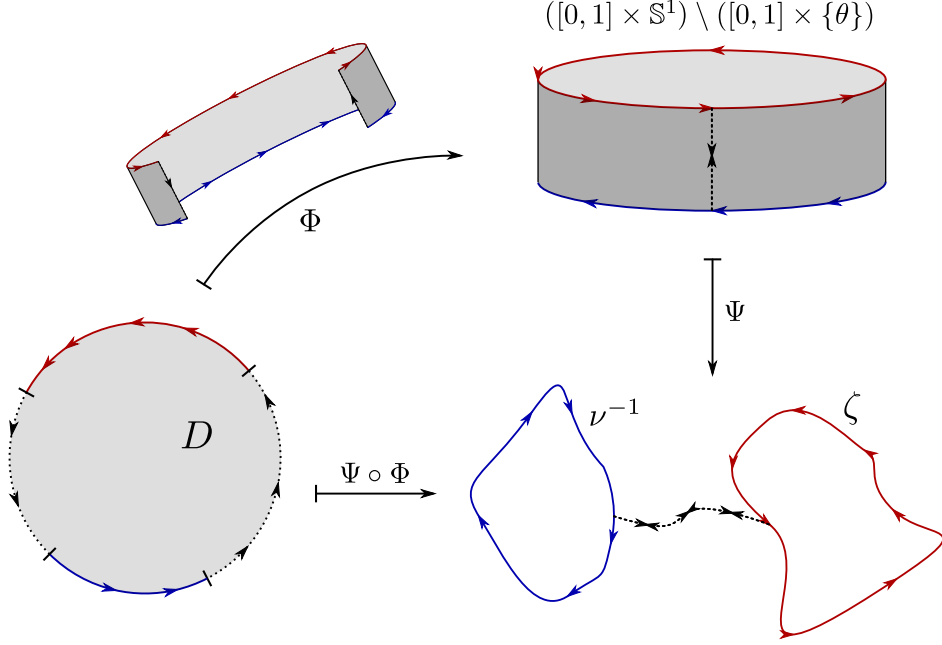 ([0, 1] × 𝕊¹) \ ([0, 1] × {θ})
Φ
Ψ
D
Ψ ∘ Φ
ν⁻¹
ζ